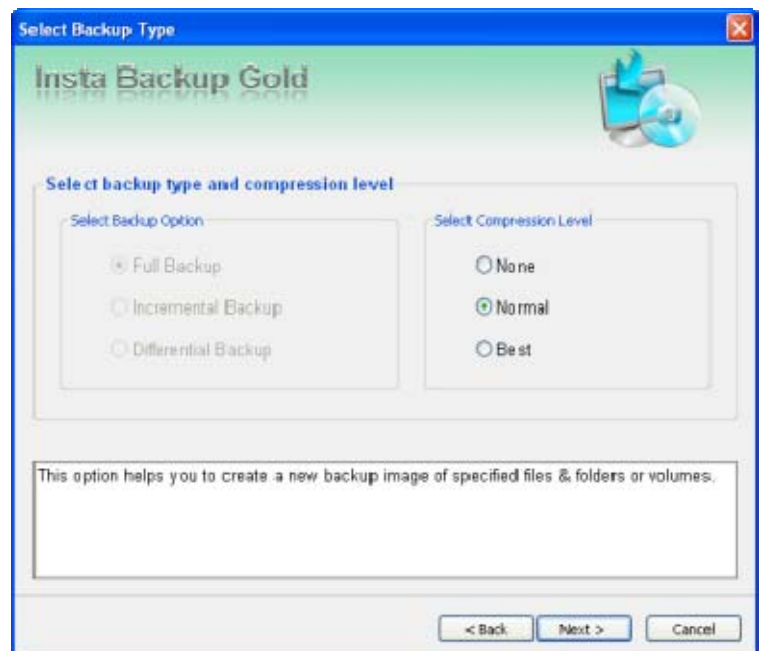 Select Backup Type
Insta Backup Gold
Select backup type and compression level
Select Backup Option
Full Backup
Incremental Backup
Differential Backup
Select Compression Level
None
Normal
Best
This option helps you to create a new backup image of specified files & folders or volumes.
< Back
Next >
Cancel